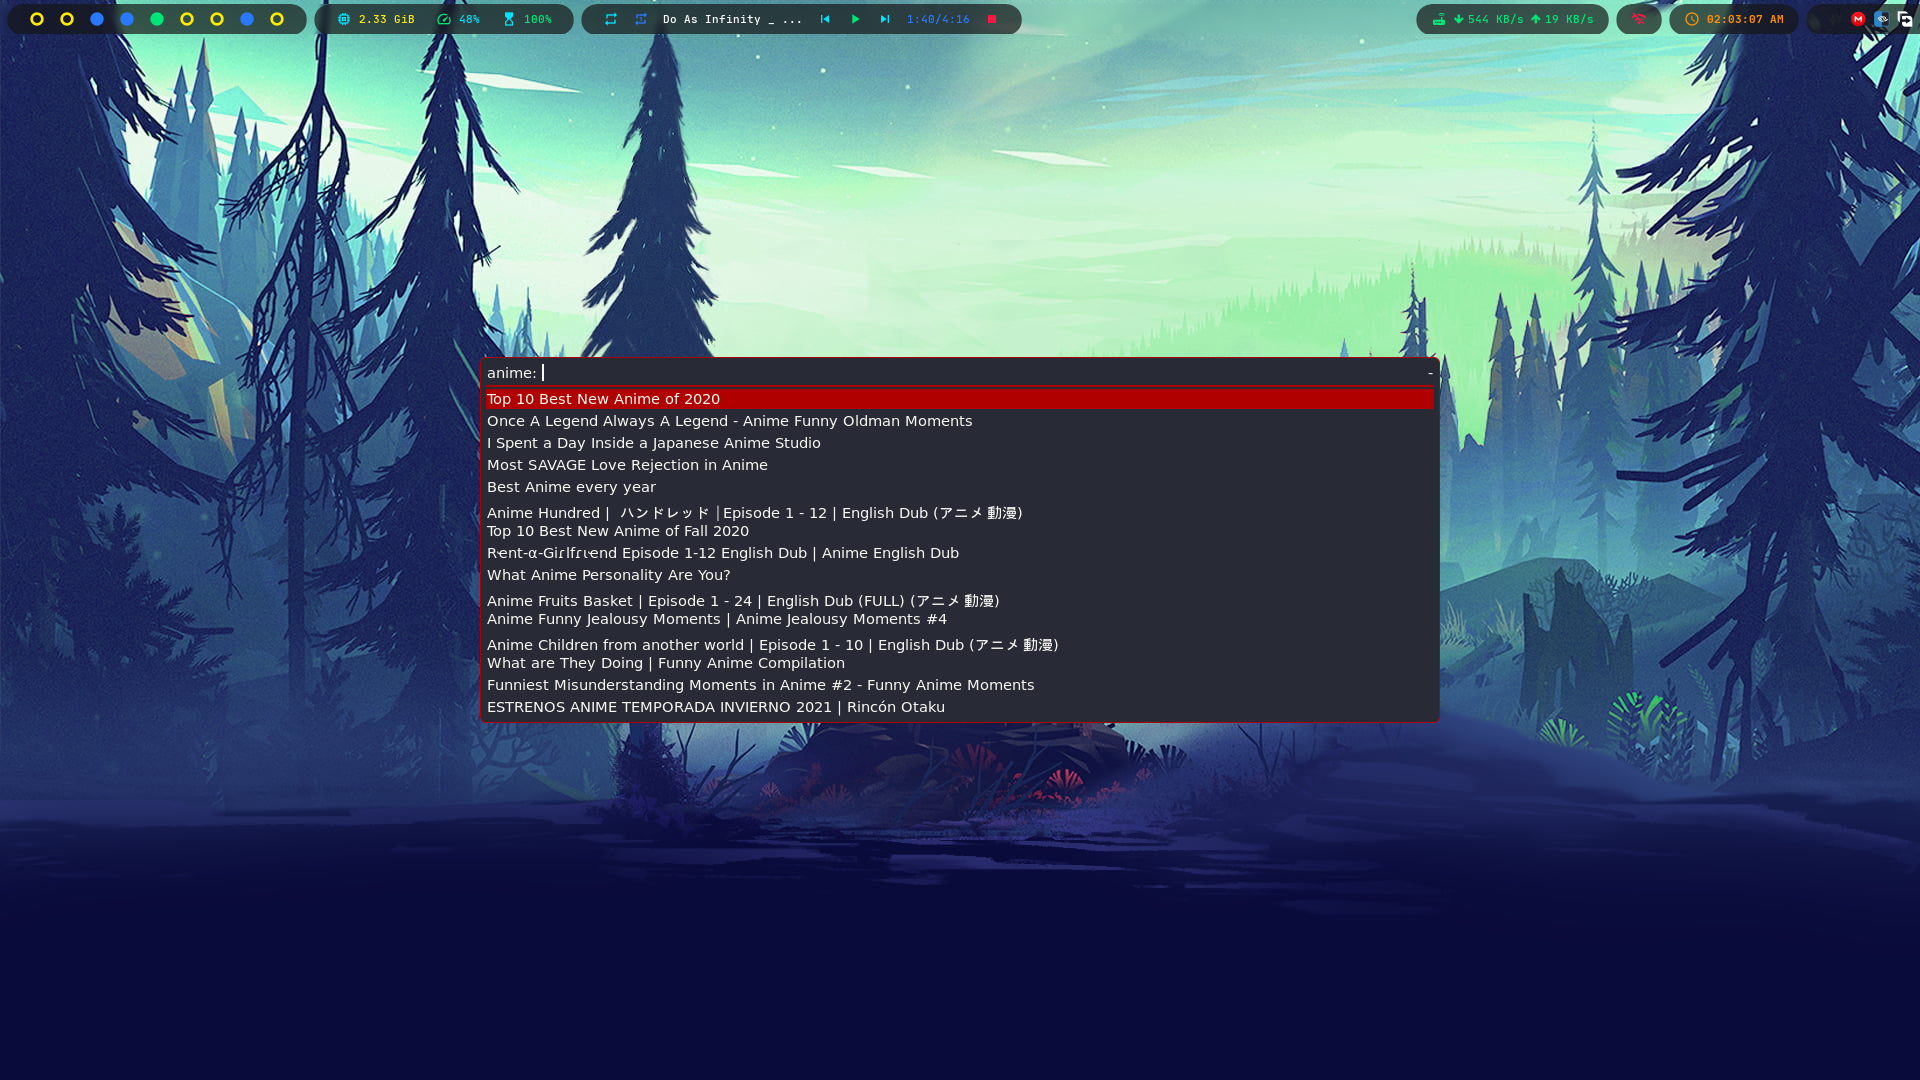 2.33 GiB 48% 100% Do As Infinity _ ... 1:40/4:16 544 KB/s 19 KB/s 02:03:07 AM
anime: -
Top 10 Best New Anime of 2020
Once A Legend Always A Legend - Anime Funny Oldman Moments
I Spent a Day Inside a Japanese Anime Studio
Most SAVAGE Love Rejection in Anime
Best Anime every year
Anime Hundred | ハンドレッド |Episode 1 - 12 | English Dub (アニメ 動漫)
Top 10 Best New Anime of Fall 2020
Rҽnt-α-Giɾlfɾιҽnd Episode 1-12 English Dub | Anime English Dub
What Anime Personality Are You?
Anime Fruits Basket | Episode 1 - 24 | English Dub (FULL) (アニメ 動漫)
Anime Funny Jealousy Moments | Anime Jealousy Moments #4
Anime Children from another world | Episode 1 - 10 | English Dub (アニメ 動漫)
What are They Doing | Funny Anime Compilation
Funniest Misunderstanding Moments in Anime #2 - Funny Anime Moments
ESTRENOS ANIME TEMPORADA INVIERNO 2021 | Rincón Otaku